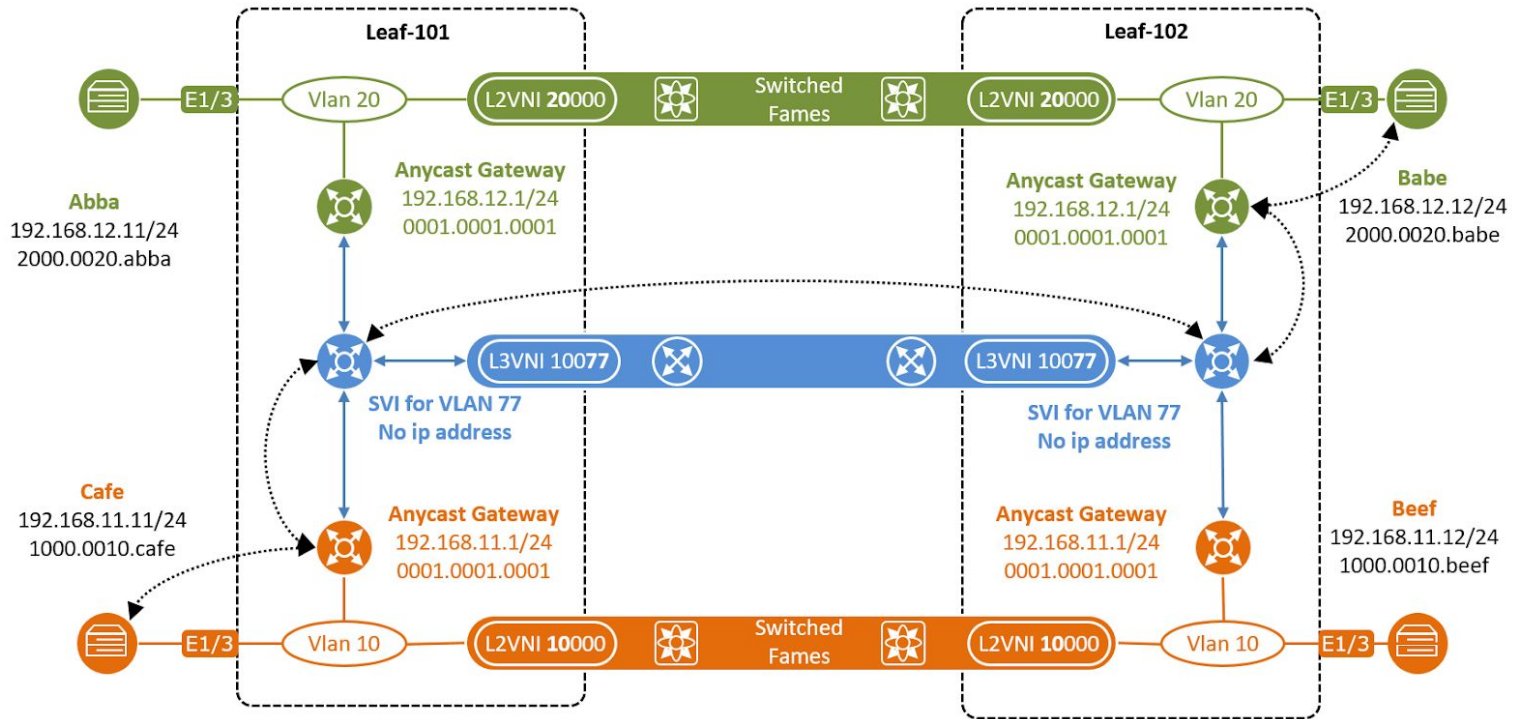 Leaf-101
Leaf-102
E1/3
Vlan 20
L2VNI 20000
Switched
Fames
L2VNI 20000
Vlan 20
E1/3
Abba
192.168.12.11/24
2000.0020.abba
Anycast Gateway
192.168.12.1/24
0001.0001.0001
Anycast Gateway
192.168.12.1/24
0001.0001.0001
Babe
192.168.12.12/24
2000.0020.babe
L3VNI 10077
L3VNI 10077
SVI for VLAN 77
No ip address
SVI for VLAN 77
No ip address
Cafe
192.168.11.11/24
1000.0010.cafe
Anycast Gateway
192.168.11.1/24
0001.0001.0001
Anycast Gateway
192.168.11.1/24
0001.0001.0001
Beef
192.168.11.12/24
1000.0010.beef
E1/3
Vlan 10
L2VNI 10000
Switched
Fames
L2VNI 10000
Vlan 10
E1/3